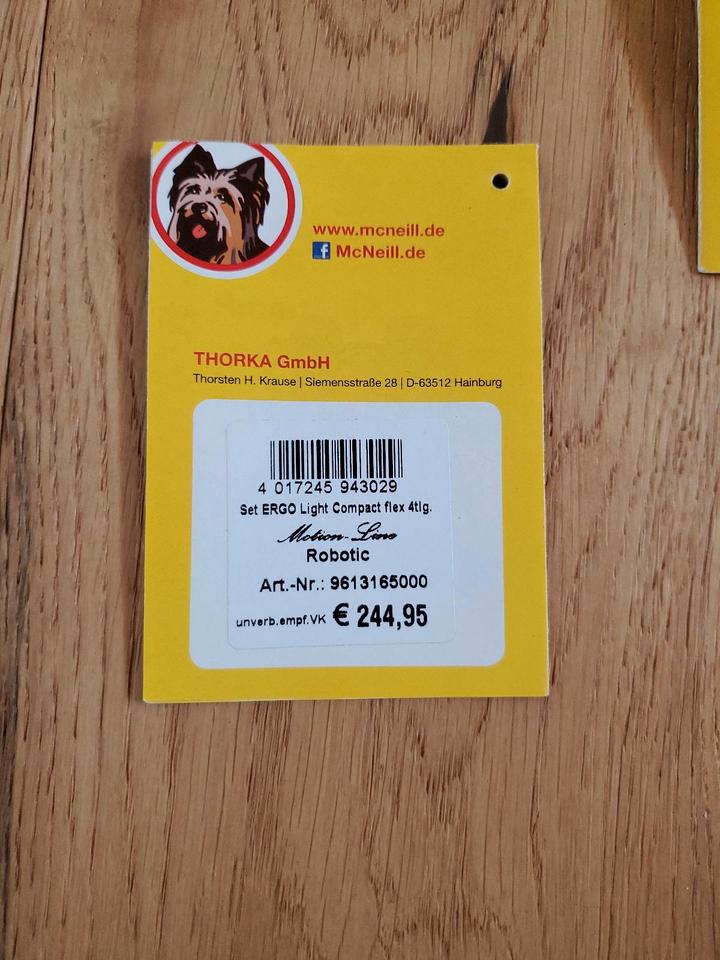 www.mcneill.de
f McNeill.de
THORKA GmbH
Thorsten H. Krause | Siemensstraße 28 | D-63512 Hainburg
4 017245 943029
Set ERGO Light Compact flex 4tlg.
Motion-Line
Robotic
Art.-Nr.: 9613165000
unverb.empf.VK € 244,95